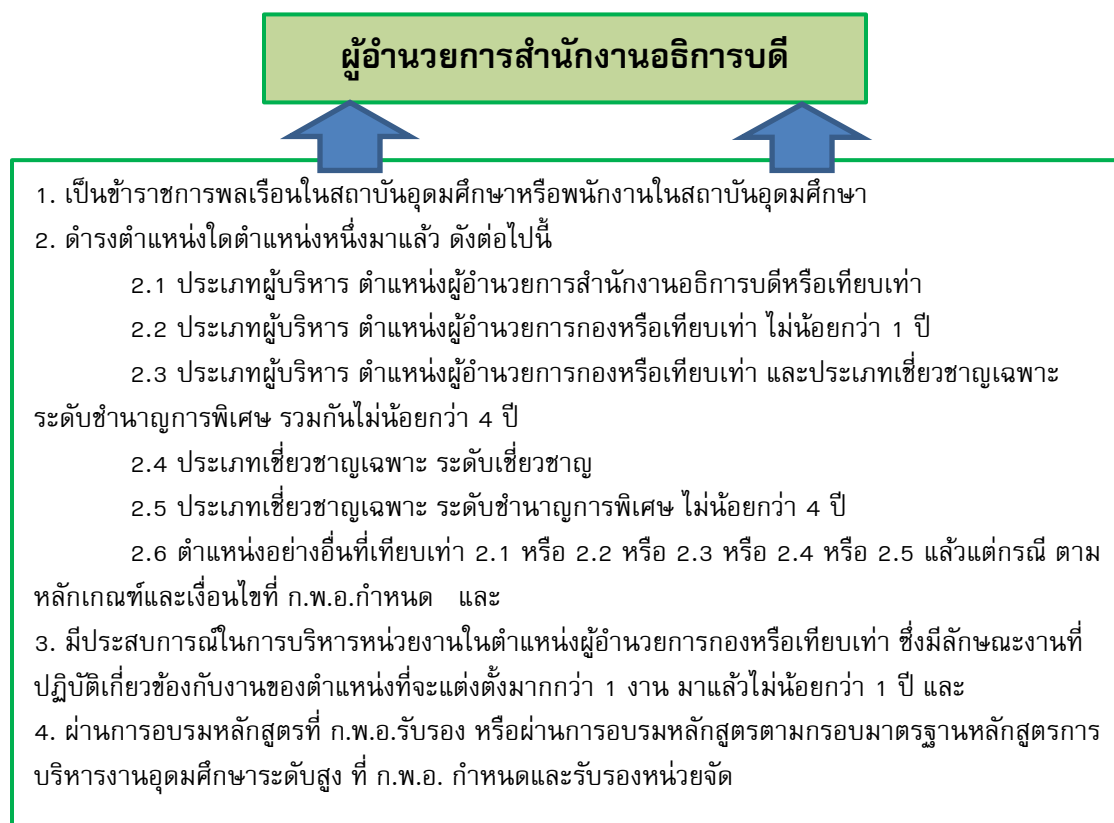 ผู้อำนวยการสำนักงานอธิการบดี
1. เป็นข้าราชการพลเรือนในสถาบันอุดมศึกษาหรือพนักงานในสถาบันอุดมศึกษา
2. ดำรงตำแหน่งใดตำแหน่งหนึ่งมาแล้ว ดังต่อไปนี้
2.1 ประเภทผู้บริหาร ตำแหน่งผู้อำนวยการสำนักงานอธิการบดีหรือเทียบเท่า
2.2 ประเภทผู้บริหาร ตำแหน่งผู้อำนวยการกองหรือเทียบเท่า ไม่น้อยกว่า 1 ปี
2.3 ประเภทผู้บริหาร ตำแหน่งผู้อำนวยการกองหรือเทียบเท่า และประเภทเชี่ยวชาญเฉพาะ
ระดับชำนาญการพิเศษ รวมกันไม่น้อยกว่า 4 ปี
2.4 ประเภทเชี่ยวชาญเฉพาะ ระดับเชี่ยวชาญ
2.5 ประเภทเชี่ยวชาญเฉพาะ ระดับชำนาญการพิเศษ ไม่น้อยกว่า 4 ปี
2.6 ตำแหน่งอย่างอื่นที่เทียบเท่า 2.1 หรือ 2.2 หรือ 2.3 หรือ 2.4 หรือ 2.5 แล้วแต่กรณี ตาม
หลักเกณฑ์และเงื่อนไขที่ ก.พ.อ.กำหนด และ
3. มีประสบการณ์ในการบริหารหน่วยงานในตำแหน่งผู้อำนวยการกองหรือเทียบเท่า ซึ่งมีลักษณะงานที่
ปฏิบัติเกี่ยวข้องกับงานของตำแหน่งที่จะแต่งตั้งมากกว่า 1 งาน มาแล้วไม่น้อยกว่า 1 ปี และ
4. ผ่านการอบรมหลักสูตรที่ ก.พ.อ.รับรอง หรือผ่านการอบรมหลักสูตรตามกรอบมาตรฐานหลักสูตรการ
บริหารงานอุดมศึกษาระดับสูง ที่ ก.พ.อ. กำหนดและรับรองหน่วยจัด